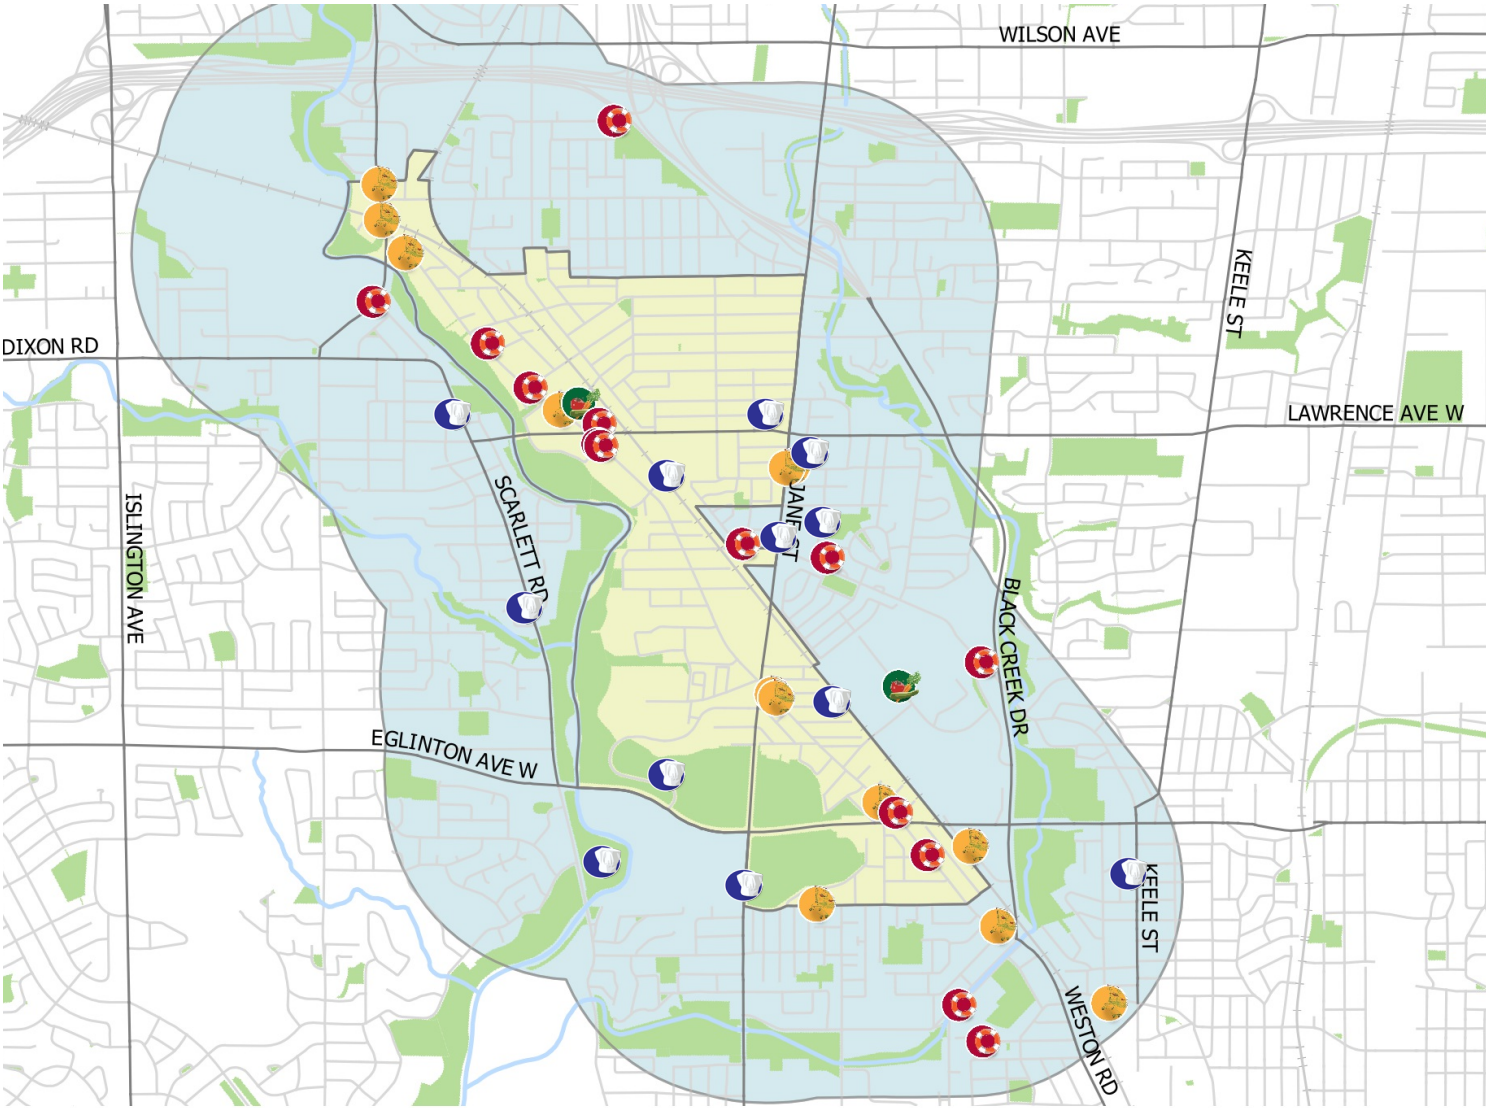 WILSON AVE
KEELE ST
DIXON RD
LAWRENCE AVE W
ISLINGTON AVE
SCARLETT RD
JANE ST
BLACK CREEK DR
EGLINTON AVE W
KEELE ST
WESTON RD